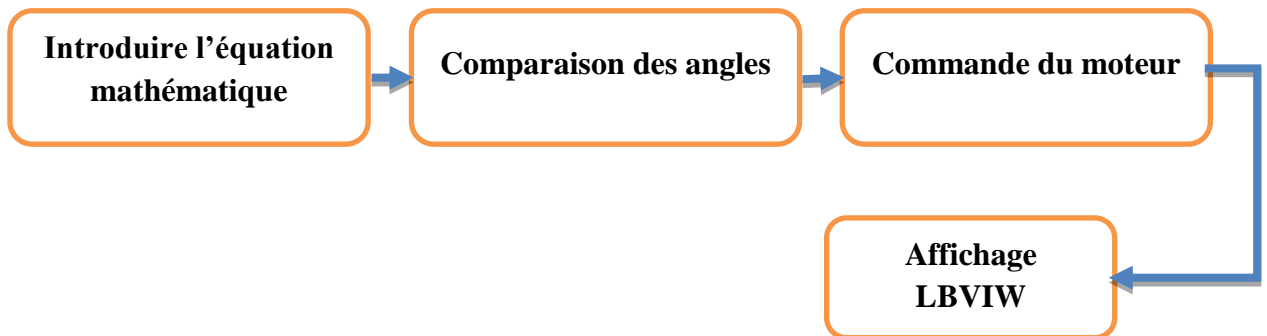 Introduire l’équation
mathématique
Comparaison des angles
Commande du moteur
Affichage
LBVIW